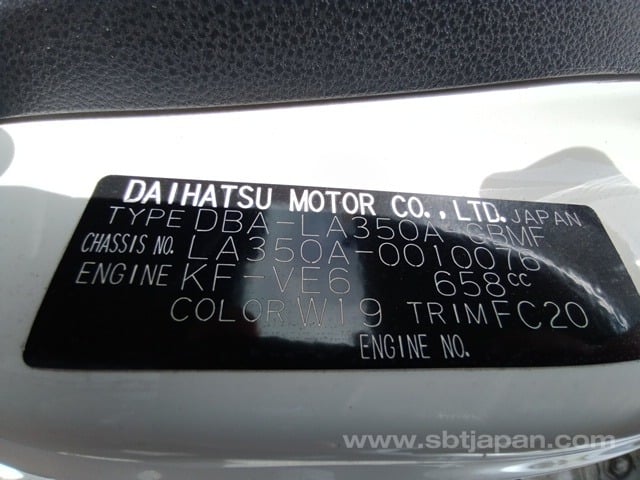 DAIHATSU MOTOR CO., LTD. JAPAN
TYPE DBA-LA350A-GBMF
CHASSIS NO. LA350A-0010076
ENGINE KF-VE6 658cc
COLOR W19 TRIM FC20
ENGINE NO.
www.sbtjapan.com